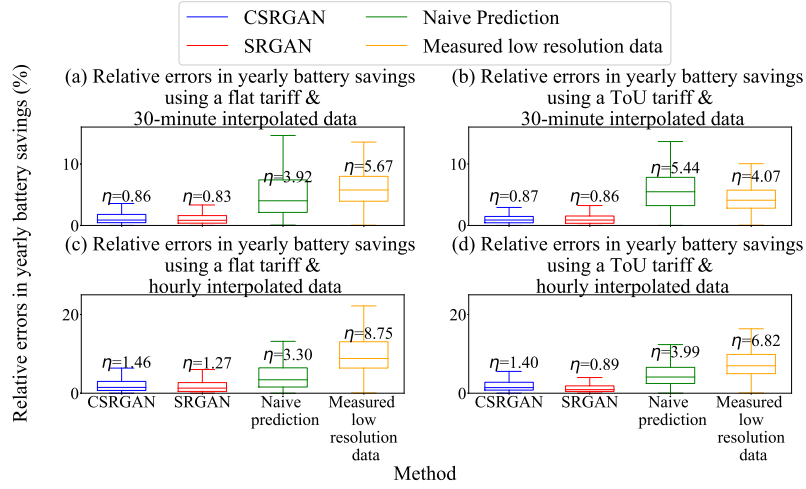 CSRGAN
SRGAN
Naive Prediction
Measured low resolution data
Relative errors in yearly battery savings (%)
(a) Relative errors in yearly battery savings
using a flat tariff &
30-minute interpolated data
10
0
η=0.86
η=0.83
η=3.92
η=5.67
(b) Relative errors in yearly battery savings
using a ToU tariff &
30-minute interpolated data
10
0
η=0.87
η=0.86
η=5.44
η=4.07
(c) Relative errors in yearly battery savings
using a flat tariff &
hourly interpolated data
20
0
η=1.46
η=1.27
η=3.30
η=8.75
CSRGAN
SRGAN
Naive
prediction
Measured
low
resolution
data
(d) Relative errors in yearly battery savings
using a ToU tariff &
hourly interpolated data
20
0
η=1.40
η=0.89
η=3.99
η=6.82
CSRGAN
SRGAN
Naive
prediction
Measured
low
resolution
data
Method